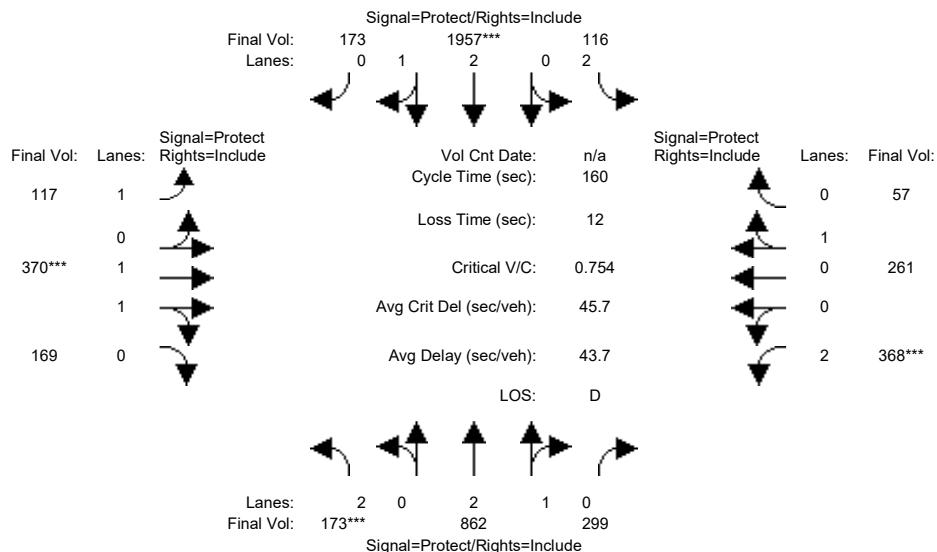 Signal=Protect/Rights=Include
Final Vol: 173 1957*** 116
Lanes: 0 1 2 0 2
Signal=Protect
Final Vol: Lanes: Rights=Include
Vol Cnt Date: n/a
Signal=Protect
Rights=Include Lanes: Final Vol:
Cycle Time (sec): 160
117 1
0 57
Loss Time (sec): 12
0
1
370*** 1
Critical V/C: 0.754
0 261
1
Avg Crit Del (sec/veh): 45.7
0
169 0
Avg Delay (sec/veh): 43.7
2 368***
LOS: D
Lanes: 2 0 2 1 0
Final Vol: 173*** 862 299
Signal=Protect/Rights=Include